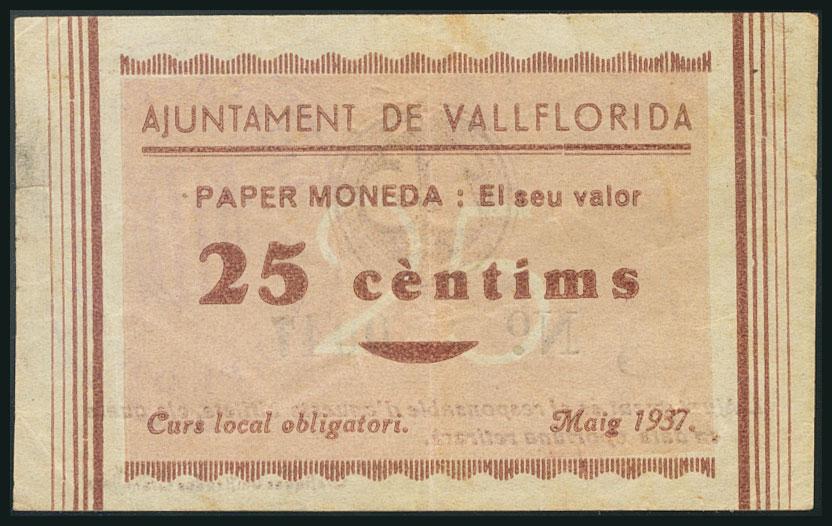 AJUNTAMENT DE VALLFLORIDA
PAPER MONEDA : El seu valor
25 cèntims
Curs local obligatori. Maig 1937.